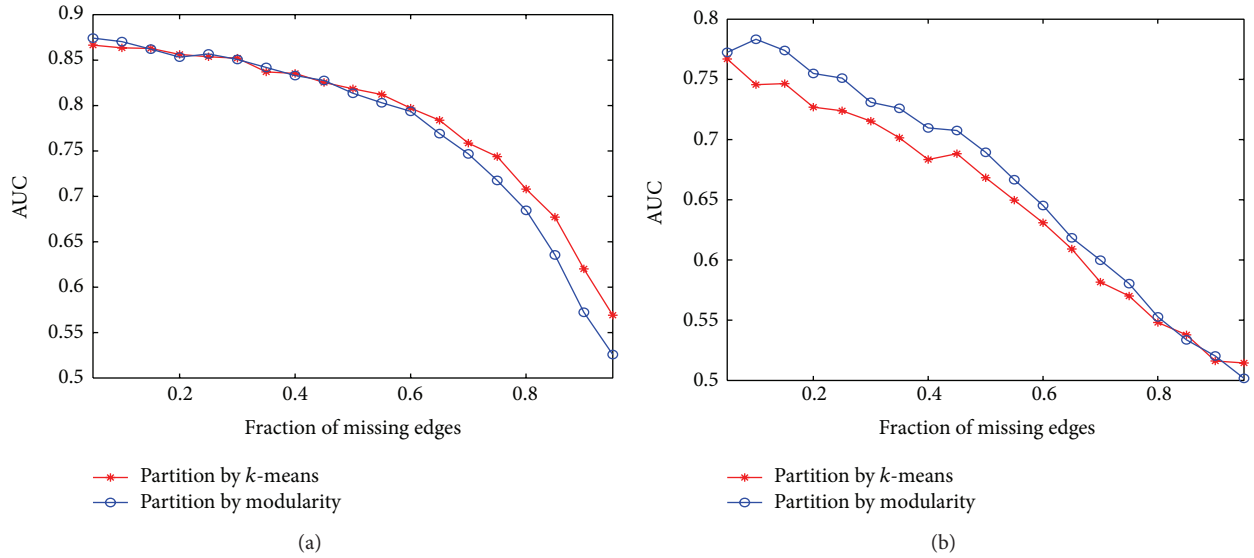 0.9
0.85
0.8
0.75
0.7
0.65
0.6
0.55
0.5
AUC
0.2
0.4
0.6
0.8
Fraction of missing edges
Partition by k-means
Partition by modularity
(a)
0.8
0.75
0.7
0.65
0.6
0.55
0.5
AUC
0.2
0.4
0.6
0.8
Fraction of missing edges
Partition by k-means
Partition by modularity
(b)